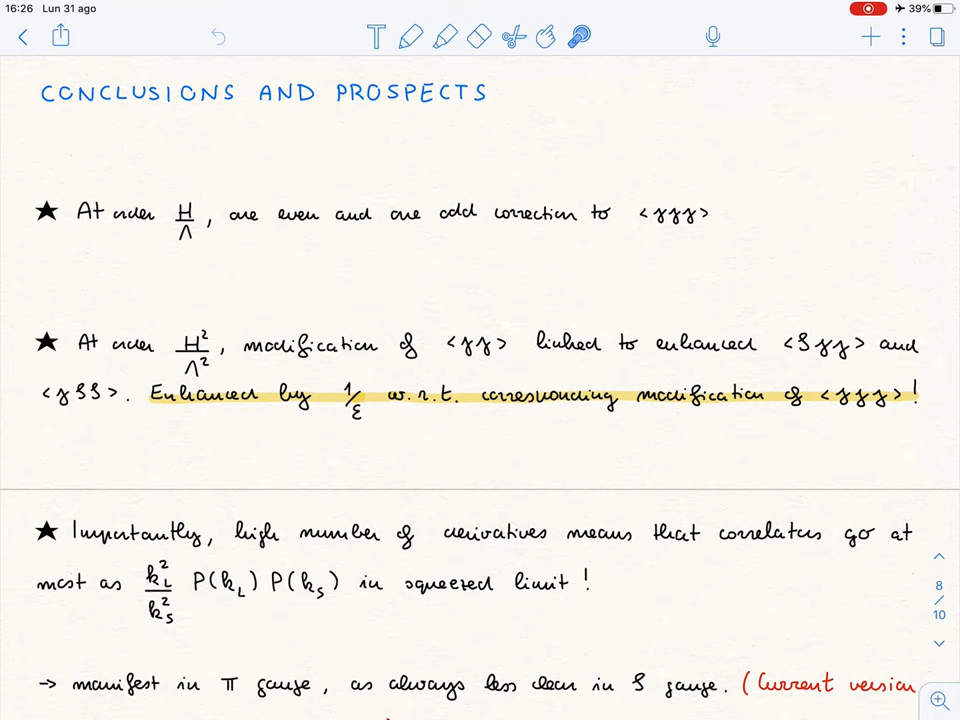 16:26 Lun 31 ago 39%
CONCLUSIONS AND PROSPECTS
★ At order H/Λ, one even and one odd correction to <γγγ>
★ At order H²/Λ², modification of <γγ> linked to enhanced <ζγγ> and
<γζζ>. Enhanced by 1/ε w.r.t. corresponding modification of <γγγ>!
★ Importantly, high number of derivatives means that correlators go at
most as k_L²/k_S² P(k_L) P(k_S) in squeezed limit!
8/10
→ manifest in π gauge, as always less clear in ζ gauge. (Current version